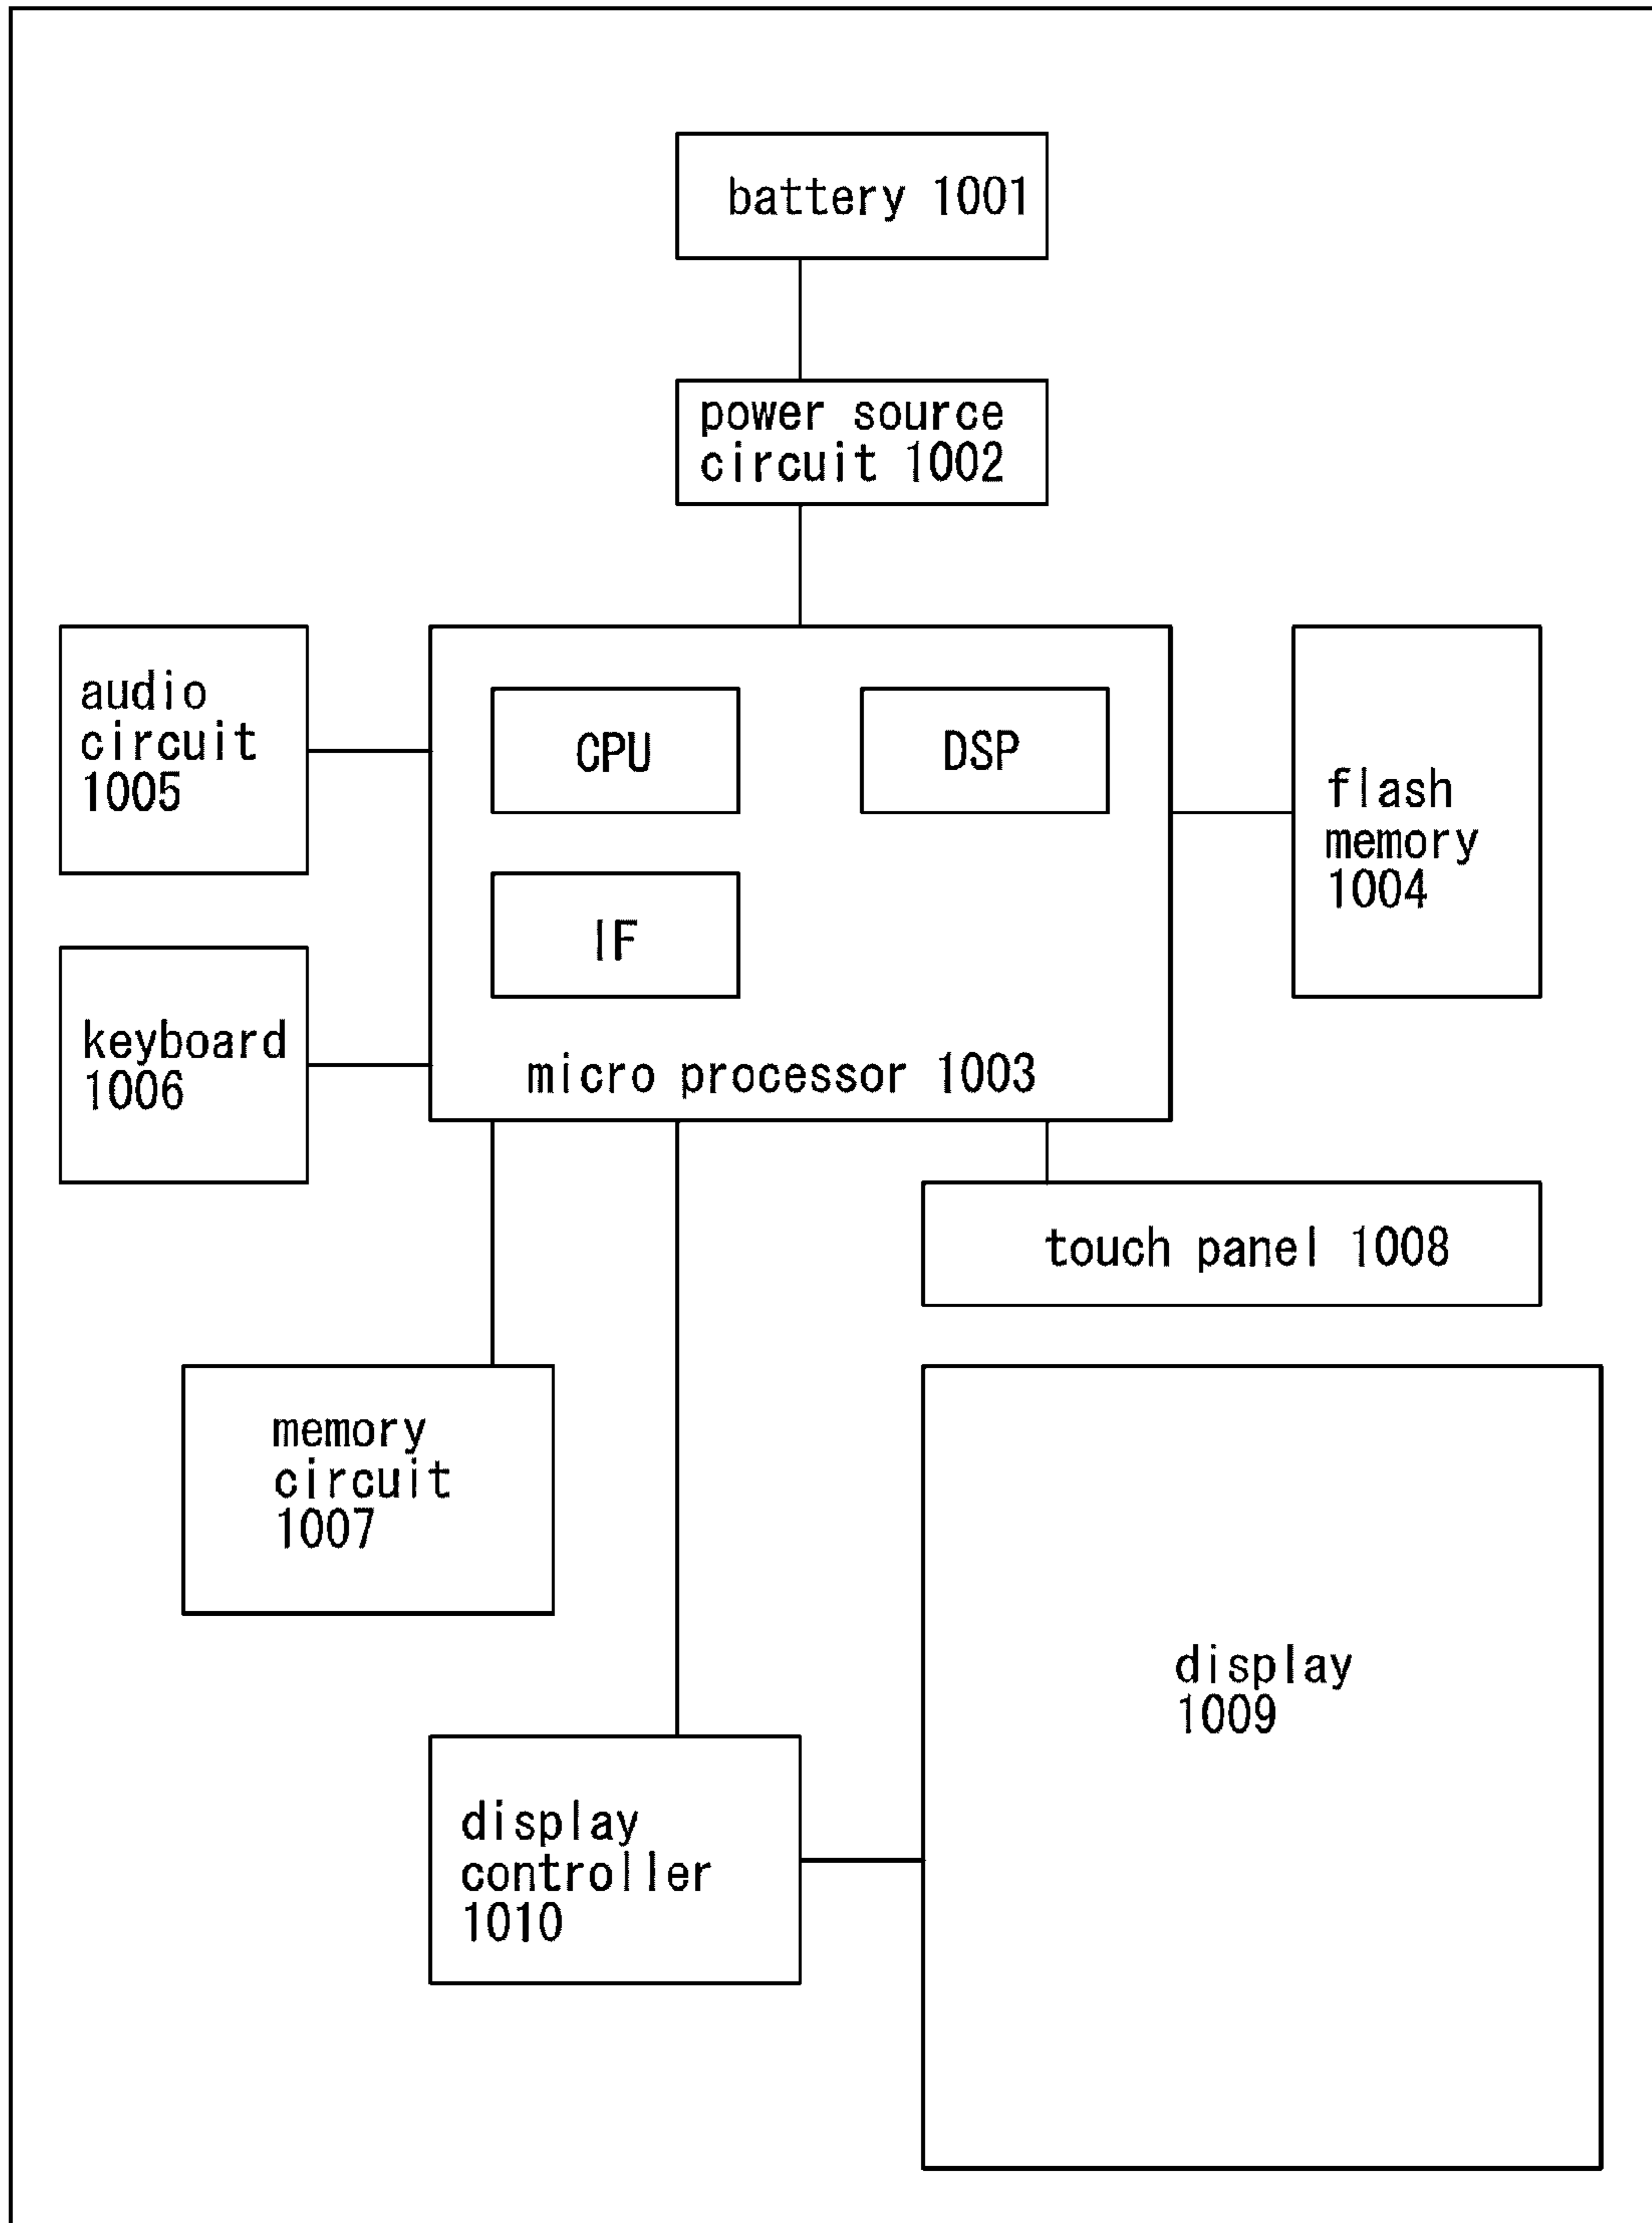 battery 1001
power source
circuit 1002
audio
circuit
1005
CPU
DSP
flash
memory
1004
IF
keyboard
1006
micro processor 1003
touch panel 1008
memory
circuit
1007
display
1009
display
controller
1010